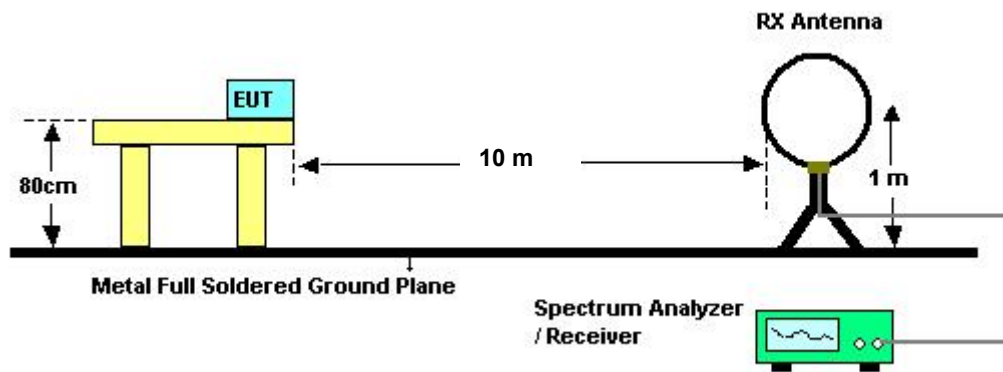 RX Antenna
EUT
10 m
80cm
1 m
Metal Full Soldered Ground Plane
Spectrum Analyzer
/ Receiver